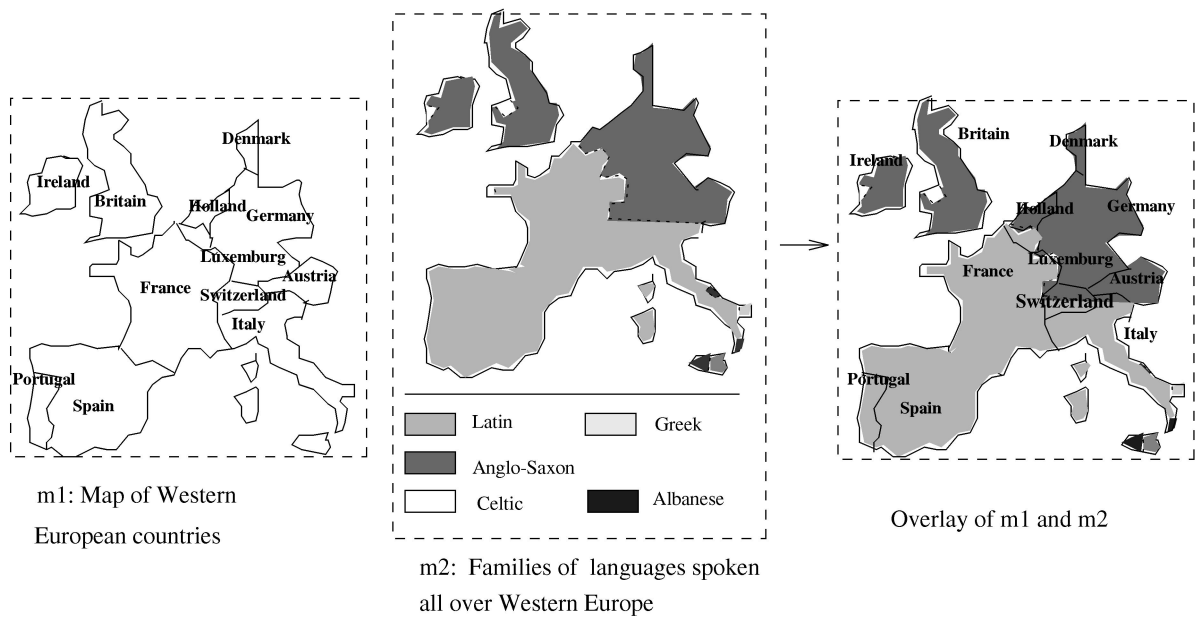 Denmark
Ireland
Britain
Holland
Germany
Luxemburg
Austria
France
Switzerland
Italy
Portugal
Spain
m1: Map of Western
European countries
Latin
Greek
Anglo-Saxon
Celtic
Albanese
m2: Families of languages spoken
all over Western Europe
Britain
Denmark
Ireland
Holland
Germany
Luxemburg
France
Austria
Switzerland
Italy
Portugal
Spain
Overlay of m1 and m2